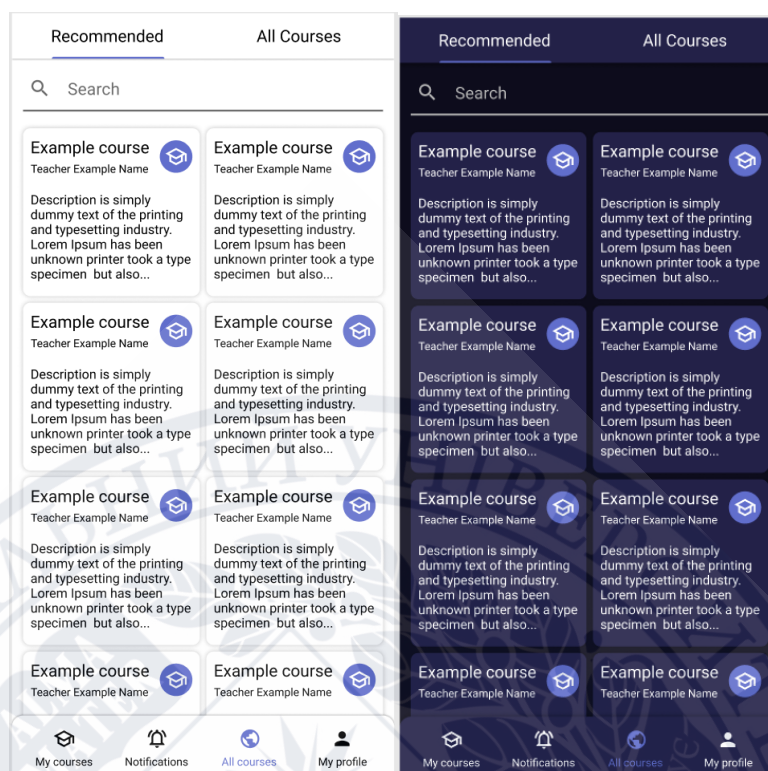 Recommended All Courses
Search
Example course
Teacher Example Name
Description is simply
dummy text of the printing
and typesetting industry.
Lorem Ipsum has been
unknown printer took a type
specimen  but also...
Example course
Teacher Example Name
Description is simply
dummy text of the printing
and typesetting industry.
Lorem Ipsum has been
unknown printer took a type
specimen  but also...
Example course
Teacher Example Name
Description is simply
dummy text of the printing
and typesetting industry.
Lorem Ipsum has been
unknown printer took a type
specimen  but also...
Example course
Teacher Example Name
Description is simply
dummy text of the printing
and typesetting industry.
Lorem Ipsum has been
unknown printer took a type
specimen  but also...
Example course
Teacher Example Name
Description is simply
dummy text of the printing
and typesetting industry.
Lorem Ipsum has been
unknown printer took a type
specimen  but also...
Example course
Teacher Example Name
Description is simply
dummy text of the printing
and typesetting industry.
Lorem Ipsum has been
unknown printer took a type
specimen  but also...
Example course
Teacher Example Name
Example course
Teacher Example Name
My courses Notifications All courses My profile
Recommended All Courses
Search
Example course
Teacher Example Name
Description is simply
dummy text of the printing
and typesetting industry.
Lorem Ipsum has been
unknown printer took a type
specimen  but also...
Example course
Teacher Example Name
Description is simply
dummy text of the printing
and typesetting industry.
Lorem Ipsum has been
unknown printer took a type
specimen  but also...
Example course
Teacher Example Name
Description is simply
dummy text of the printing
and typesetting industry.
Lorem Ipsum has been
unknown printer took a type
specimen  but also...
Example course
Teacher Example Name
Description is simply
dummy text of the printing
and typesetting industry.
Lorem Ipsum has been
unknown printer took a type
specimen  but also...
Example course
Teacher Example Name
Description is simply
dummy text of the printing
and typesetting industry.
Lorem Ipsum has been
unknown printer took a type
specimen  but also...
Example course
Teacher Example Name
Description is simply
dummy text of the printing
and typesetting industry.
Lorem Ipsum has been
unknown printer took a type
specimen  but also...
Example course
Teacher Example Name
Example course
Teacher Example Name
My courses Notifications All courses My profile